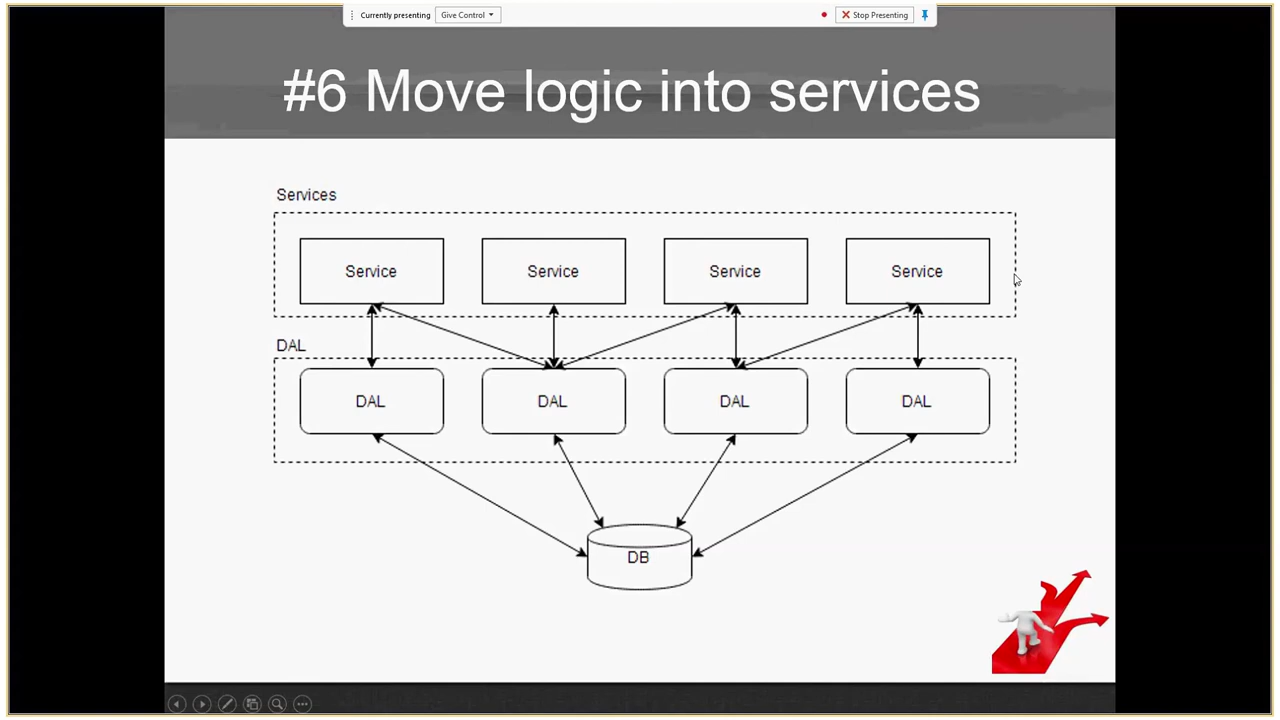 Currently presenting Give Control Stop Presenting
#6 Move logic into services
Services
Service Service Service Service
DAL
DAL DAL DAL DAL
DB